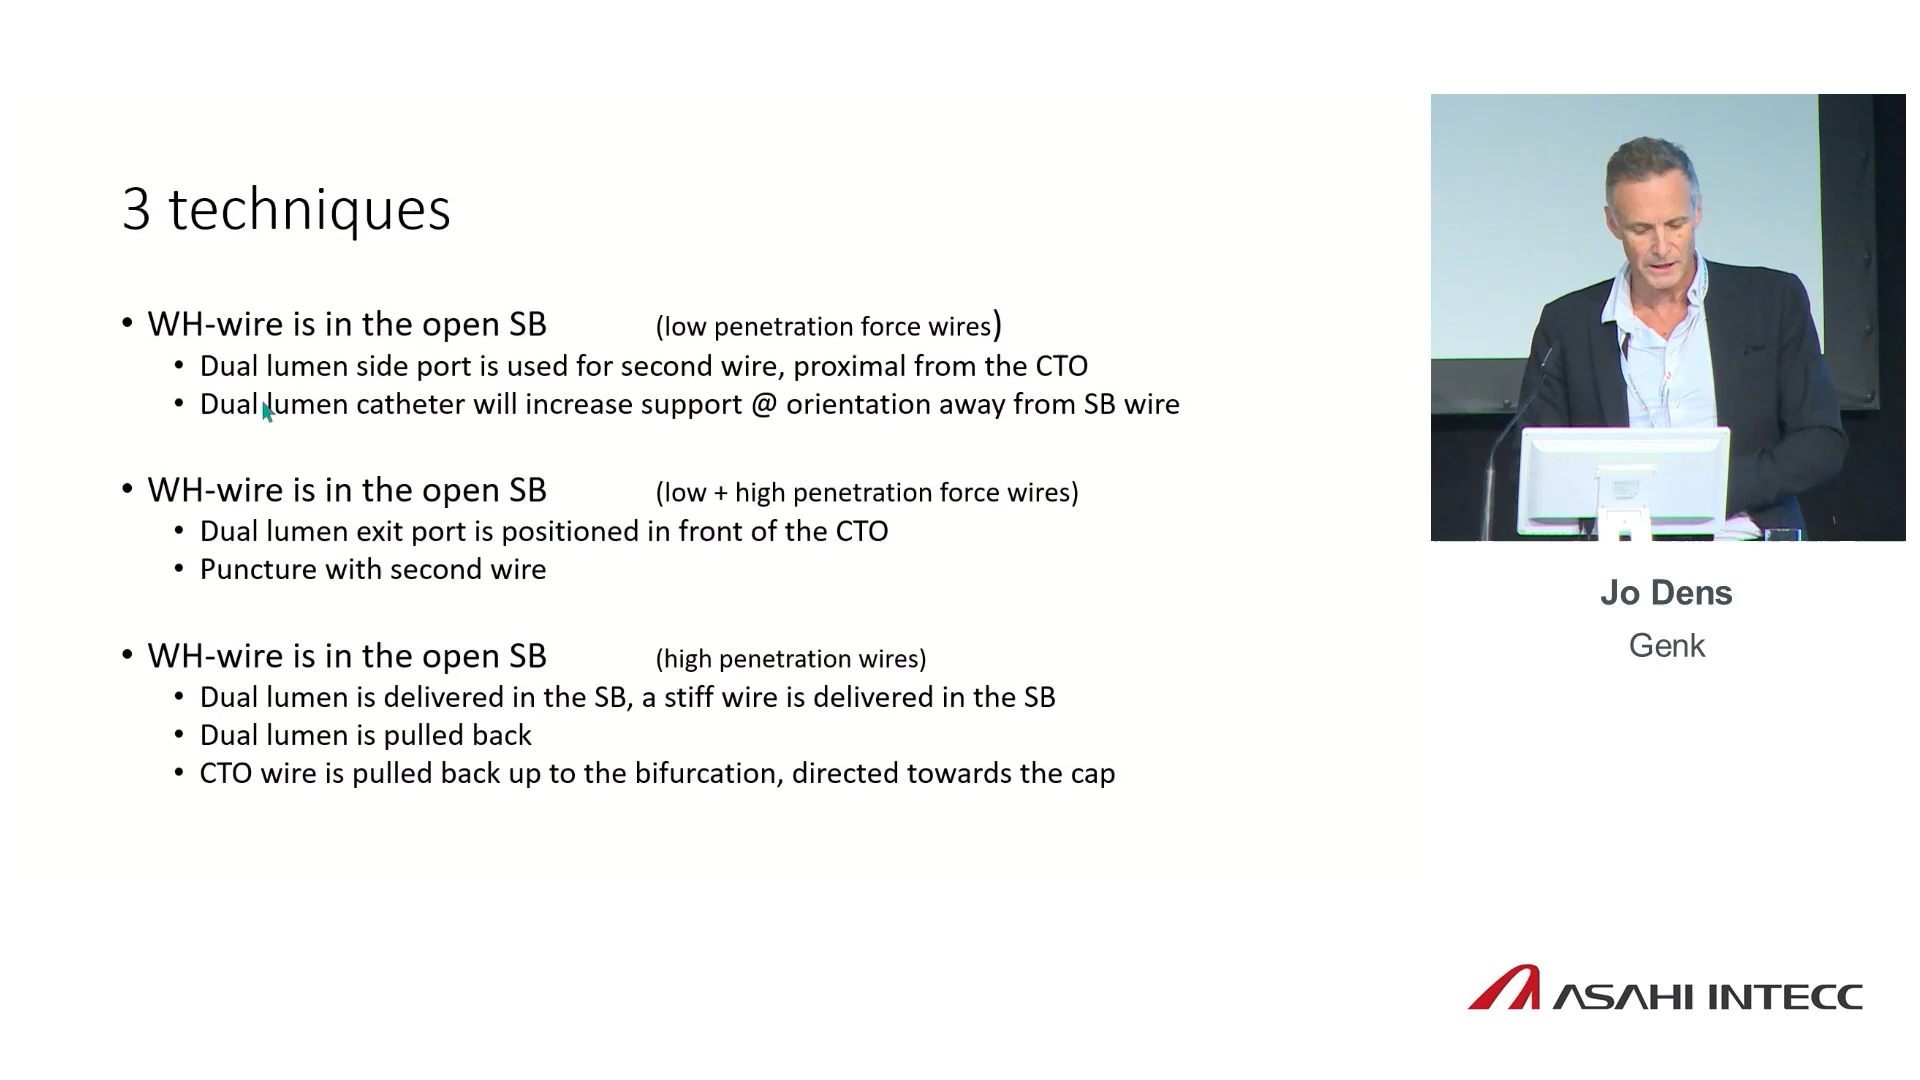 3 techniques
• WH-wire is in the open SB (low penetration force wires)
• Dual lumen side port is used for second wire, proximal from the CTO
• Dual lumen catheter will increase support @ orientation away from SB wire
• WH-wire is in the open SB (low + high penetration force wires)
• Dual lumen exit port is positioned in front of the CTO
• Puncture with second wire
• WH-wire is in the open SB (high penetration wires)
• Dual lumen is delivered in the SB, a stiff wire is delivered in the SB
• Dual lumen is pulled back
• CTO wire is pulled back up to the bifurcation, directed towards the cap
Jo Dens
Genk
ASAHI INTECC